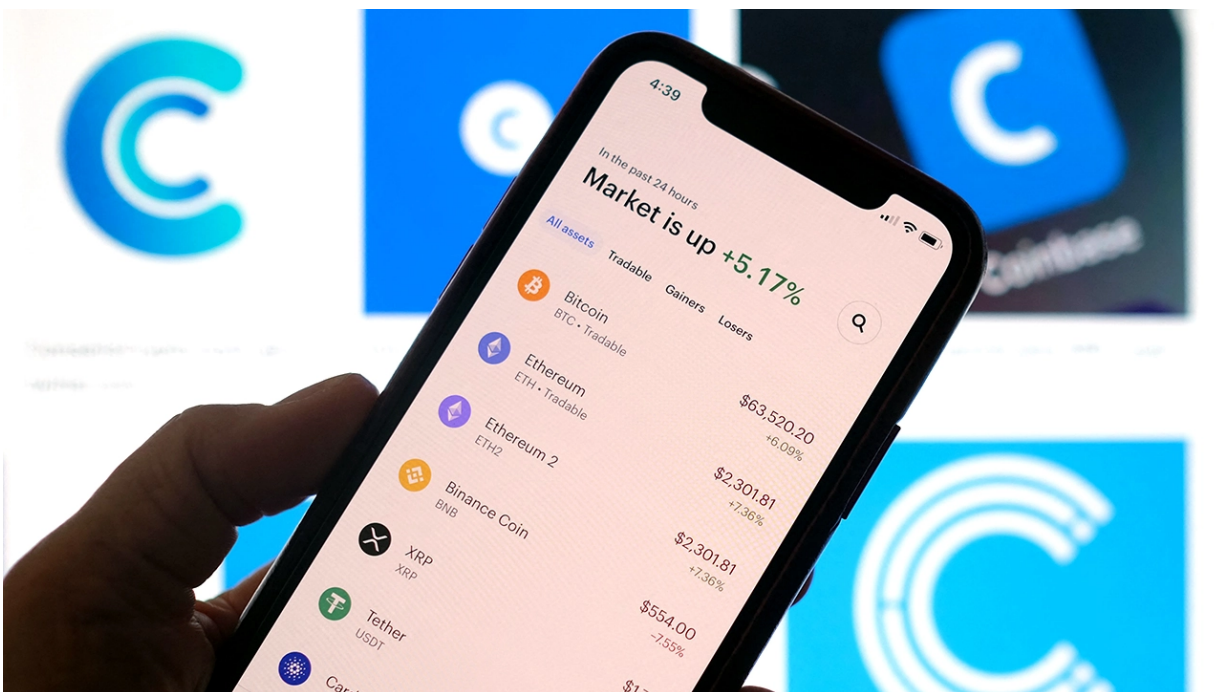 Coinbase
4:39
In the past 24 hours
Market is up +5.17%
All assets Tradable Gainers Losers
Bitcoin $63,520.20
BTC • Tradable +6.09%
Ethereum $2,301.81
ETH • Tradable +7.36%
Ethereum 2 $2,301.81
ETH2 +7.36%
Binance Coin $554.00
BNB -7.55%
XRP
XRP
Tether
USDT